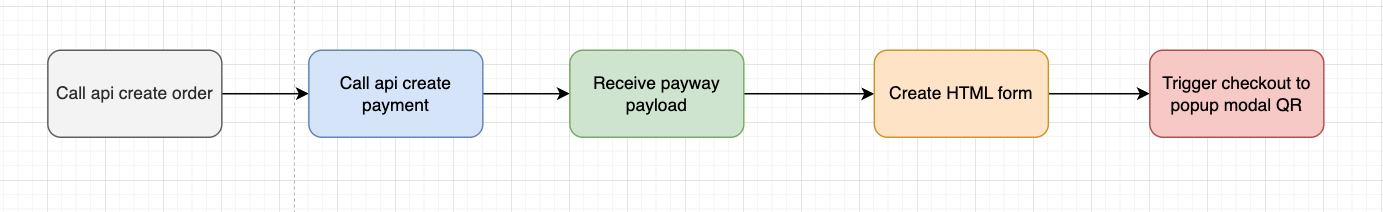 Call api create order
Call api create
payment
Receive payway
payload
Create HTML form
Trigger checkout to
popup modal QR